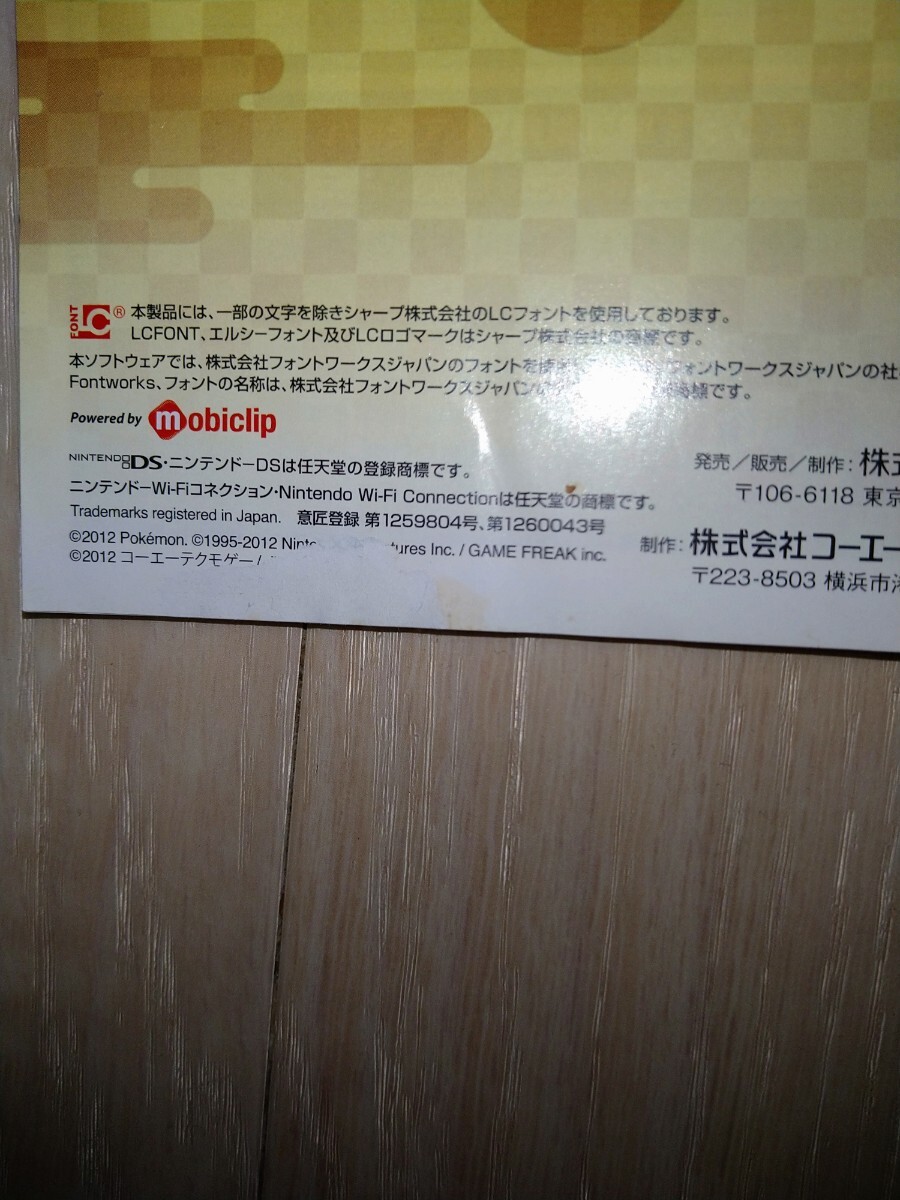 FONT LC® 本製品には、一部の文字を除きシャープ株式会社のLCフォントを使用しております。
LCFONT、エルシーフォント及びLCロゴマークはシャープ株式会社の商標です。
本ソフトウェアでは、株式会社フォントワークスジャパンのフォントを使用 フォントワークスジャパンの社
Fontworks、フォントの名称は、株式会社フォントワークスジャパンの 商標です。
Powered by mobiclip
NINTENDO DS・ニンテンドーDSは任天堂の登録商標です。
ニンテンドーWi-Fiコネクション・Nintendo Wi-Fi Connectionは任天堂の商標です。
Trademarks registered in Japan. 意匠登録 第1259804号、第1260043号
©2012 Pokémon. ©1995-2012 Ninte tures Inc. / GAME FREAK inc.
©2012 コーエーテクモゲー
発売／販売／制作：株式
〒106-6118 東京
制作：株式会社コーエー
〒223-8503 横浜市港